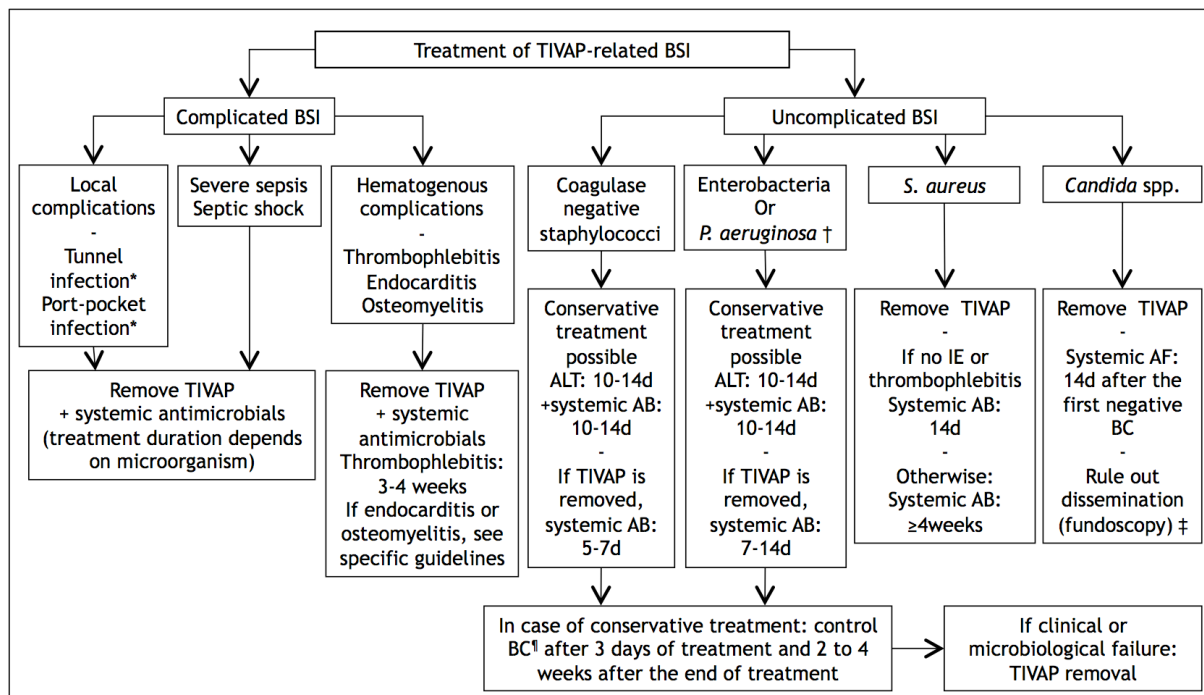 Treatment of TIVAP-related BSI
Complicated BSI
Uncomplicated BSI
Local
complications
-
Tunnel
infection*
Port-pocket
infection*
Severe sepsis
Septic shock
Hematogenous
complications
-
Thrombophlebitis
Endocarditis
Osteomyelitis
Coagulase
negative
staphylococci
Enterobacteria
Or
P. aeruginosa †
S. aureus
Candida spp.
Remove TIVAP
+ systemic antimicrobials
(treatment duration depends
on microorganism)
Remove TIVAP
+ systemic
antimicrobials
Thrombophlebitis:
3-4 weeks
If endocarditis or
osteomyelitis, see
specific guidelines
Conservative
treatment
possible
ALT: 10-14d
+systemic AB:
10-14d
-
If TIVAP is
removed,
systemic AB:
5-7d
Conservative
treatment
possible
ALT: 10-14d
+systemic AB:
10-14d
-
If TIVAP is
removed,
systemic AB:
7-14d
Remove TIVAP
-
If no IE or
thrombophlebitis
Systemic AB:
14d
-
Otherwise:
Systemic AB:
≥4weeks
Remove TIVAP
-
Systemic AF:
14d after the
first negative
BC
-
Rule out
dissemination
(fundoscopy) ‡
In case of conservative treatment: control
BC¶ after 3 days of treatment and 2 to 4
weeks after the end of treatment
If clinical or
microbiological failure:
TIVAP removal